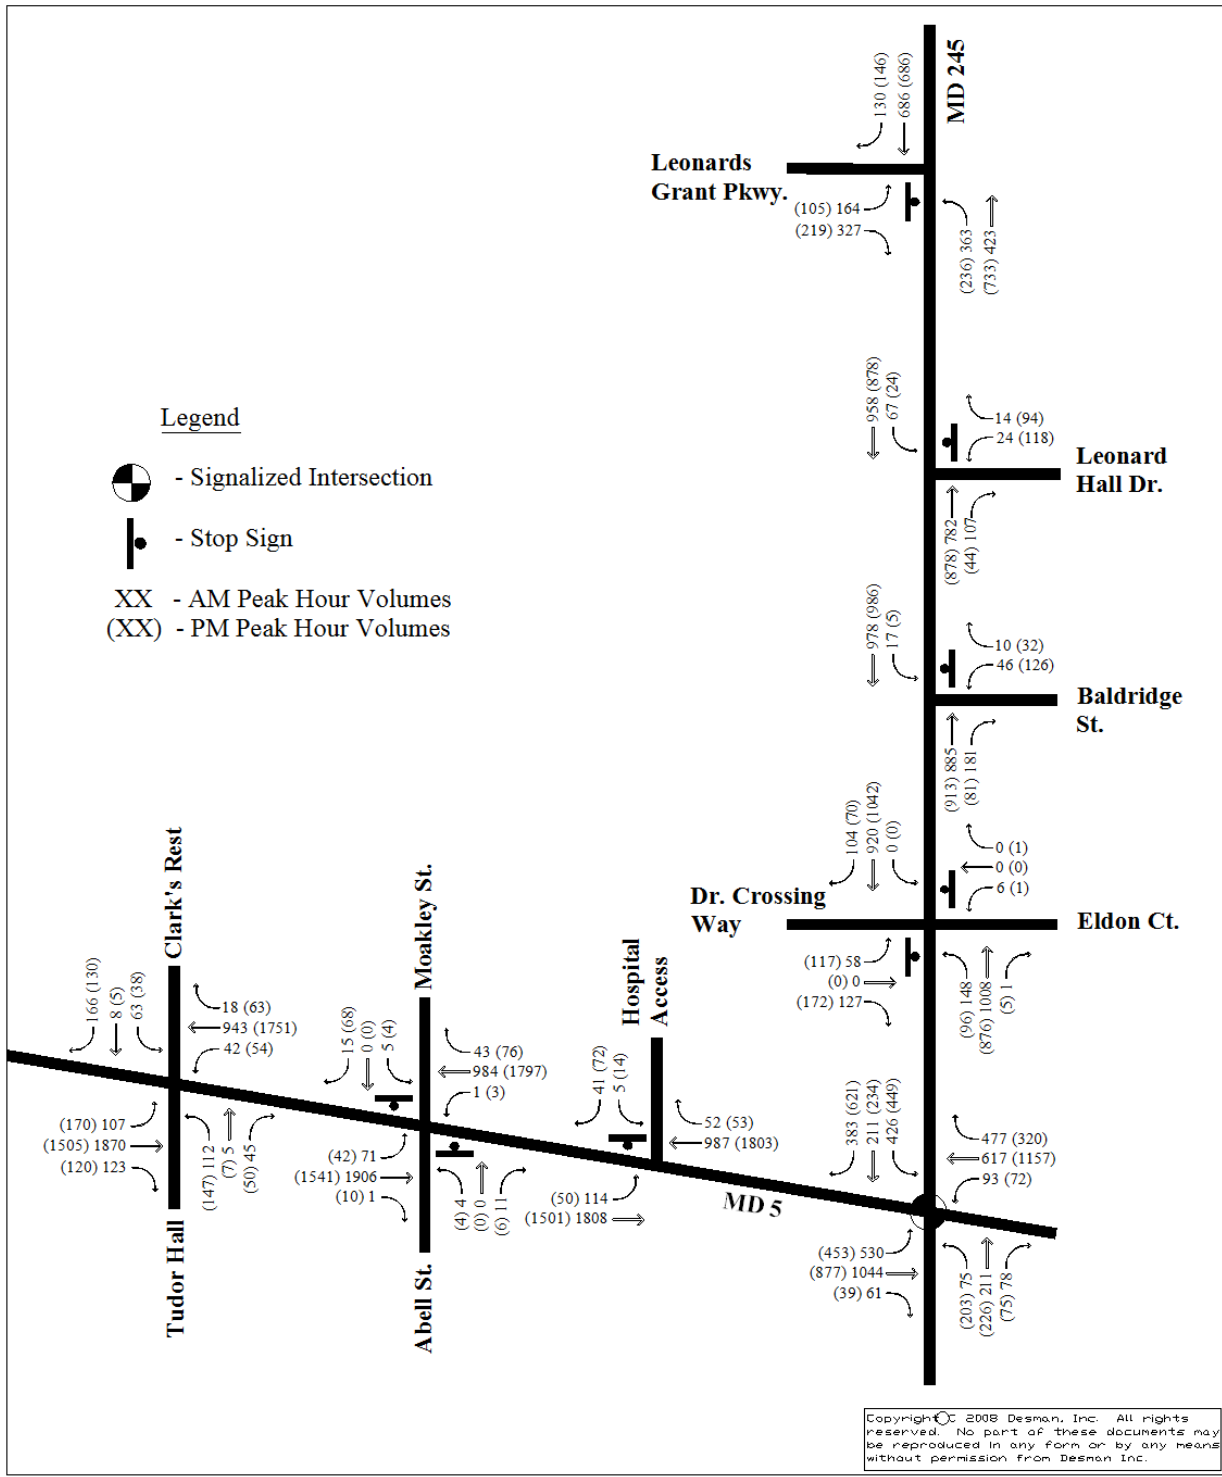 MD 245
130 (146)
686 (686)
Leonards
Grant Pkwy.
(105) 164
(219) 327
(236) 363
(733) 423
958 (878)
67 (24)
14 (94)
24 (118)
Leonard
Hall Dr.
(878) 782
(44) 107
Legend
- Signalized Intersection
- Stop Sign
XX - AM Peak Hour Volumes
(XX) - PM Peak Hour Volumes
978 (986)
17 (5)
10 (32)
46 (126)
Baldridge
St.
(913) 885
(81) 181
104 (70)
920 (1042)
0 (0)
0 (1)
0 (0)
6 (1)
Dr. Crossing
Way
Eldon Ct.
(117) 58
(0) 0
(172) 127
(96) 148
(876) 1008
(5) 1
Clark's Rest
166 (130)
8 (5)
63 (38)
18 (63)
943 (1751)
42 (54)
(170) 107
(1505) 1870
(120) 123
(147) 112
(7) 5
(50) 45
Tudor Hall
Moakley St.
15 (68)
0 (0)
5 (4)
43 (76)
984 (1797)
1 (3)
(42) 71
(1541) 1906
(10) 1
(4) 4
(0) 0
(6) 11
Abell St.
Hospital
Access
41 (72)
5 (14)
52 (53)
987 (1803)
(50) 114
(1501) 1808
MD 5
383 (621)
211 (234)
426 (449)
477 (320)
617 (1157)
93 (72)
(453) 530
(877) 1044
(39) 61
(203) 75
(226) 211
(75) 78
Copyright C 2008 Desman, Inc. All rights
reserved. No part of these documents may
be reproduced in any form or by any means
without permission from Desman Inc.